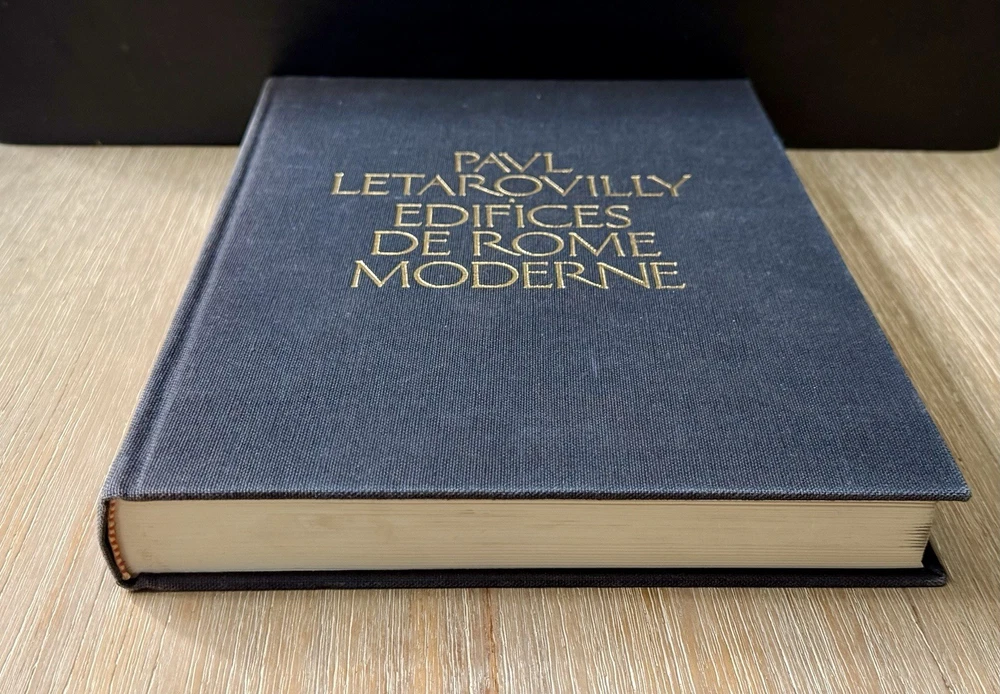 PAVL
LETAROVILLY
EDIFICES
DE ROME
MODERNE